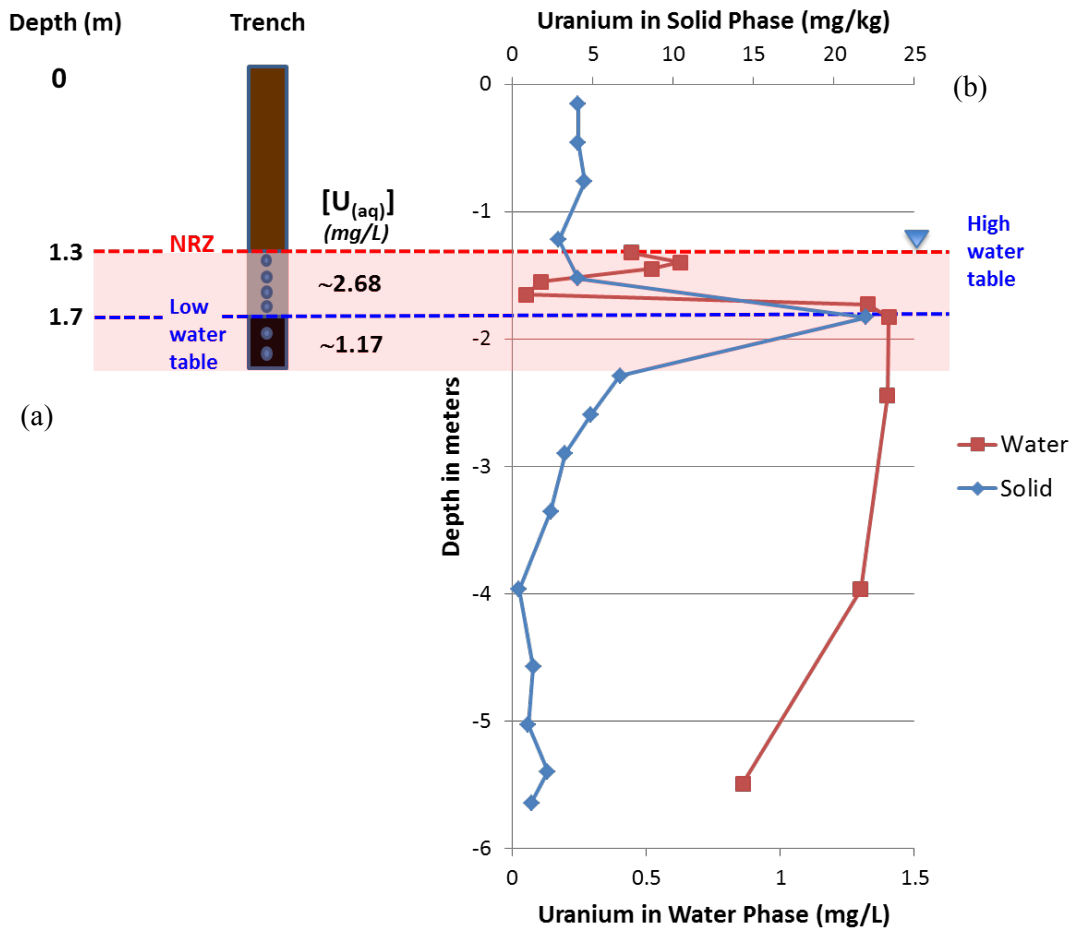 Depth (m)
Trench
0
[U(aq)]
(mg/L)
NRZ
1.3
~2.68
Low
water
table
1.7
~1.17
(a)
Uranium in Solid Phase (mg/kg)
0 5 10 15 20 25
(b)
0
-1
-2
-3
-4
-5
-6
Depth in meters
High
water
table
Water
Solid
0 0.5 1 1.5
Uranium in Water Phase (mg/L)